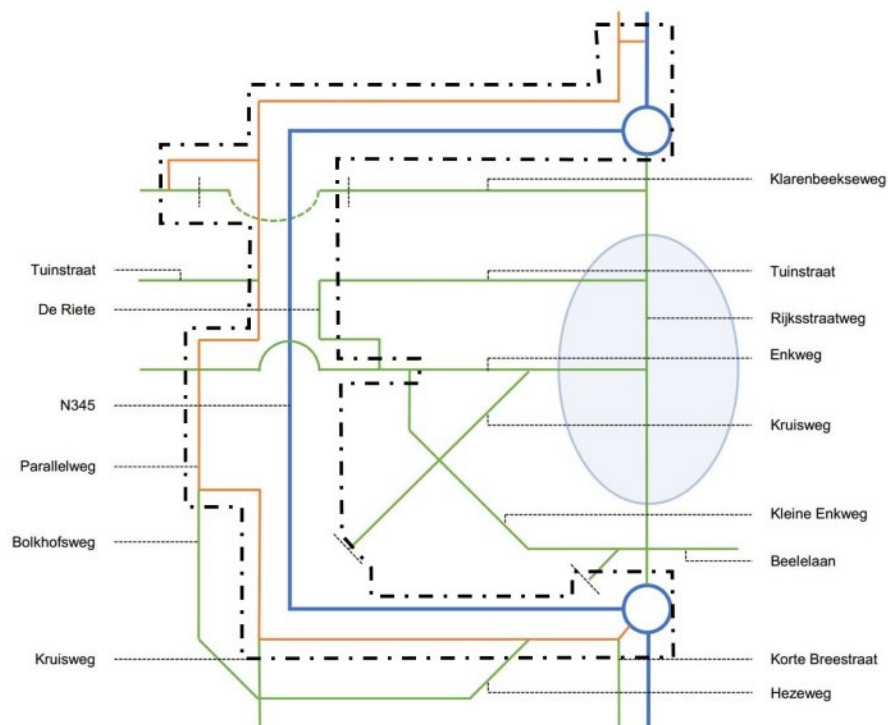 Klarenbeekseweg
Tuinstraat
Tuinstraat
De Riete
Rijksstraatweg
Enkweg
N345
Kruisweg
Parallelweg
Kleine Enkweg
Bolkhofsweg
Beelelaan
Kruisweg
Korte Breestraat
Hezeweg